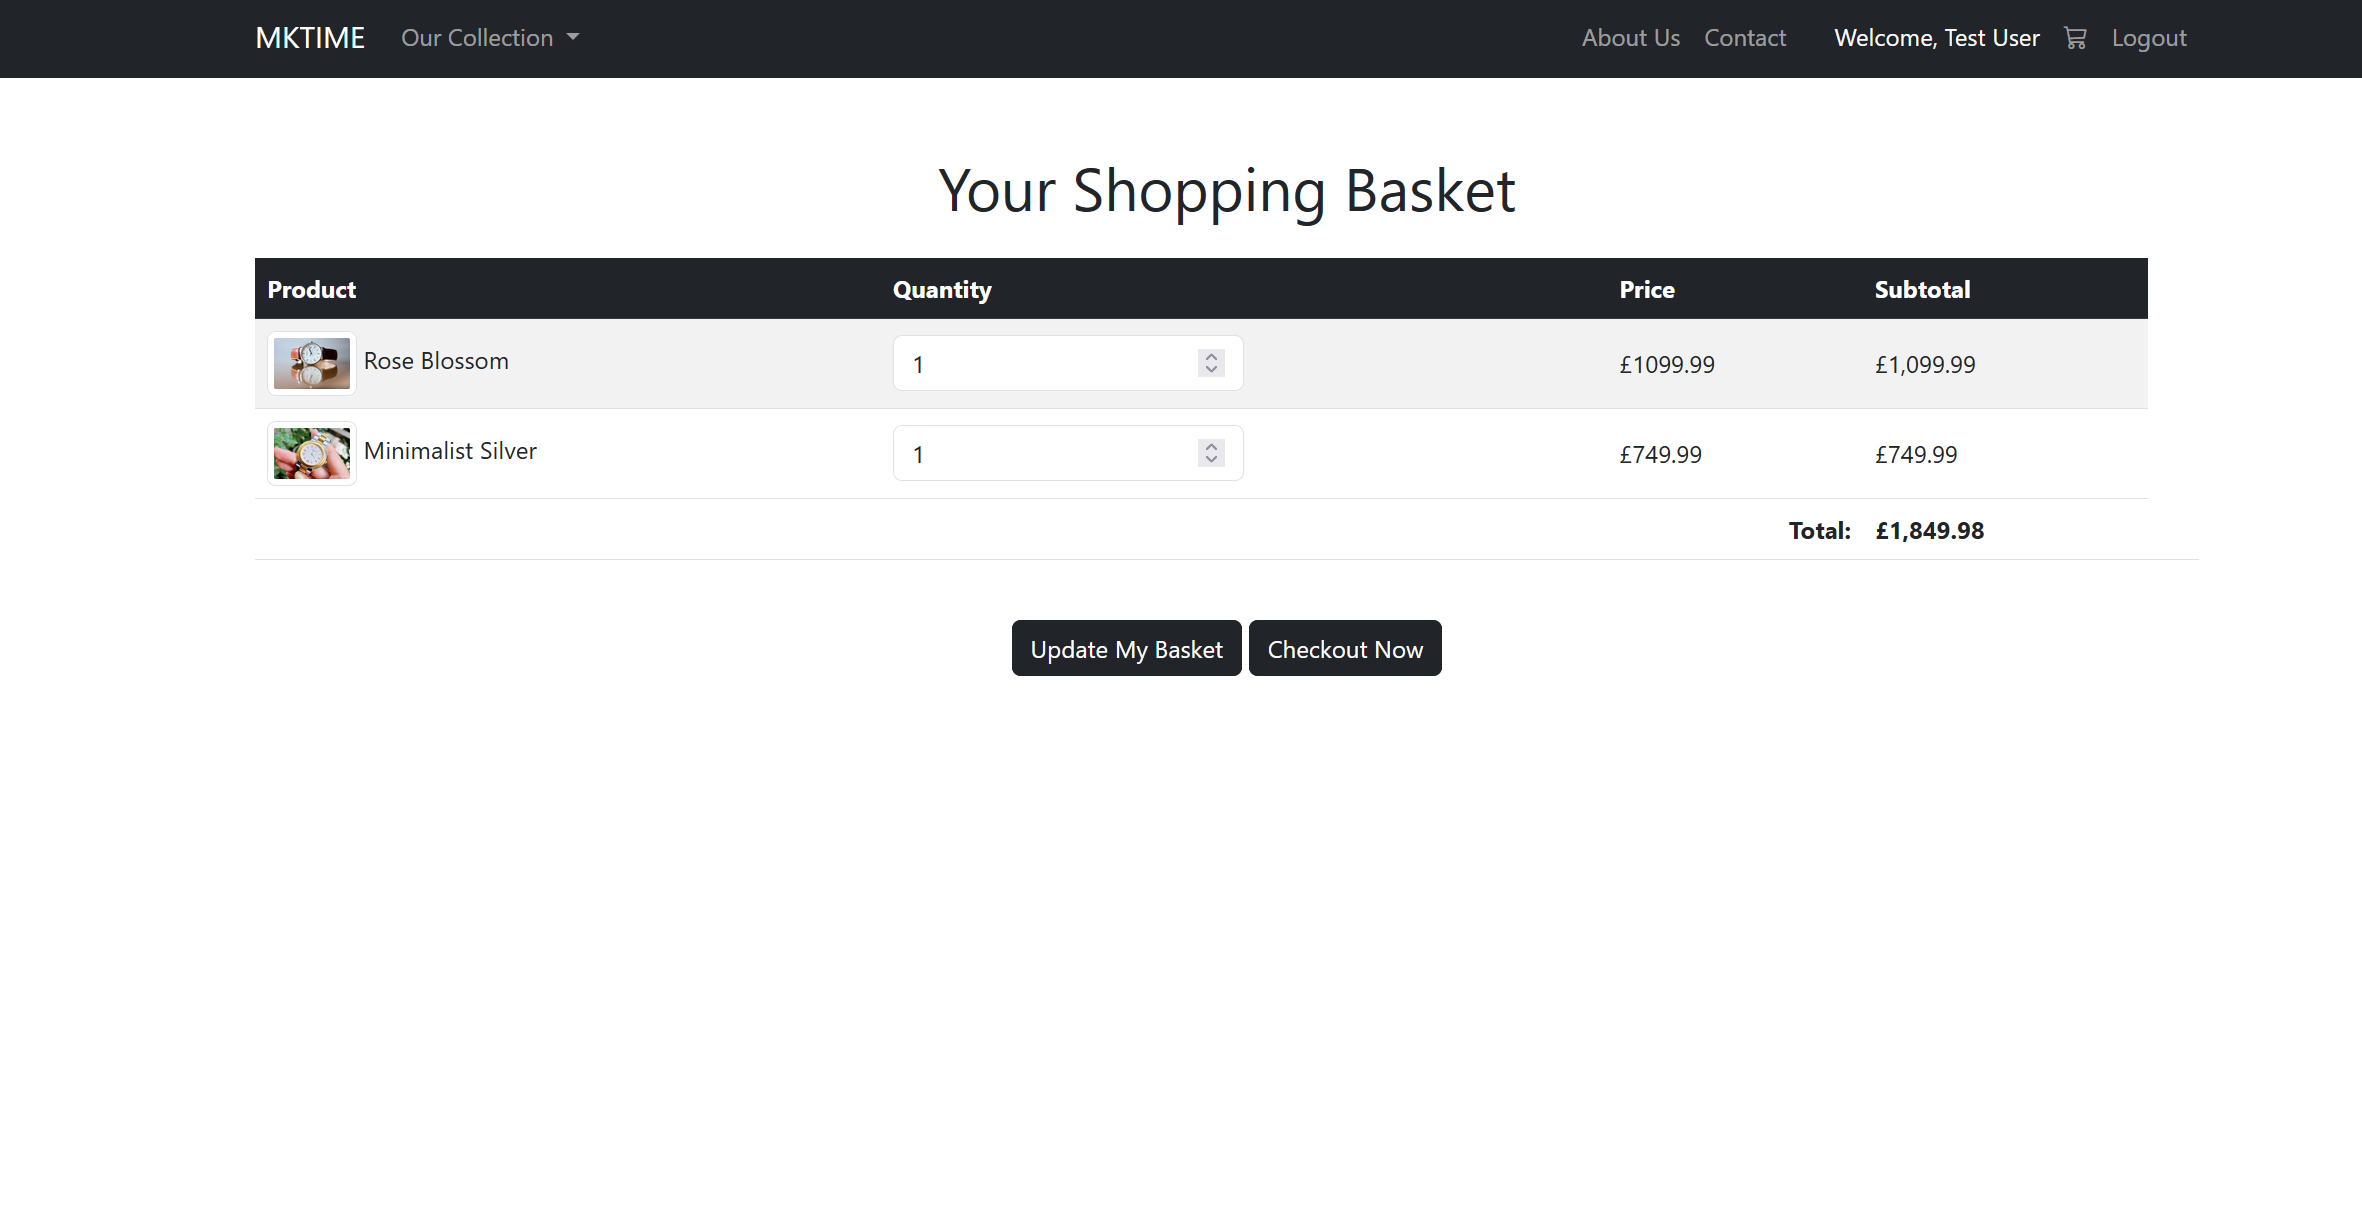 MKTIME Our Collection About Us Contact Welcome, Test User Logout
Your Shopping Basket
Product Quantity Price Subtotal
Rose Blossom 1 £1099.99 £1,099.99
Minimalist Silver 1 £749.99 £749.99
Total: £1,849.98
Update My Basket Checkout Now